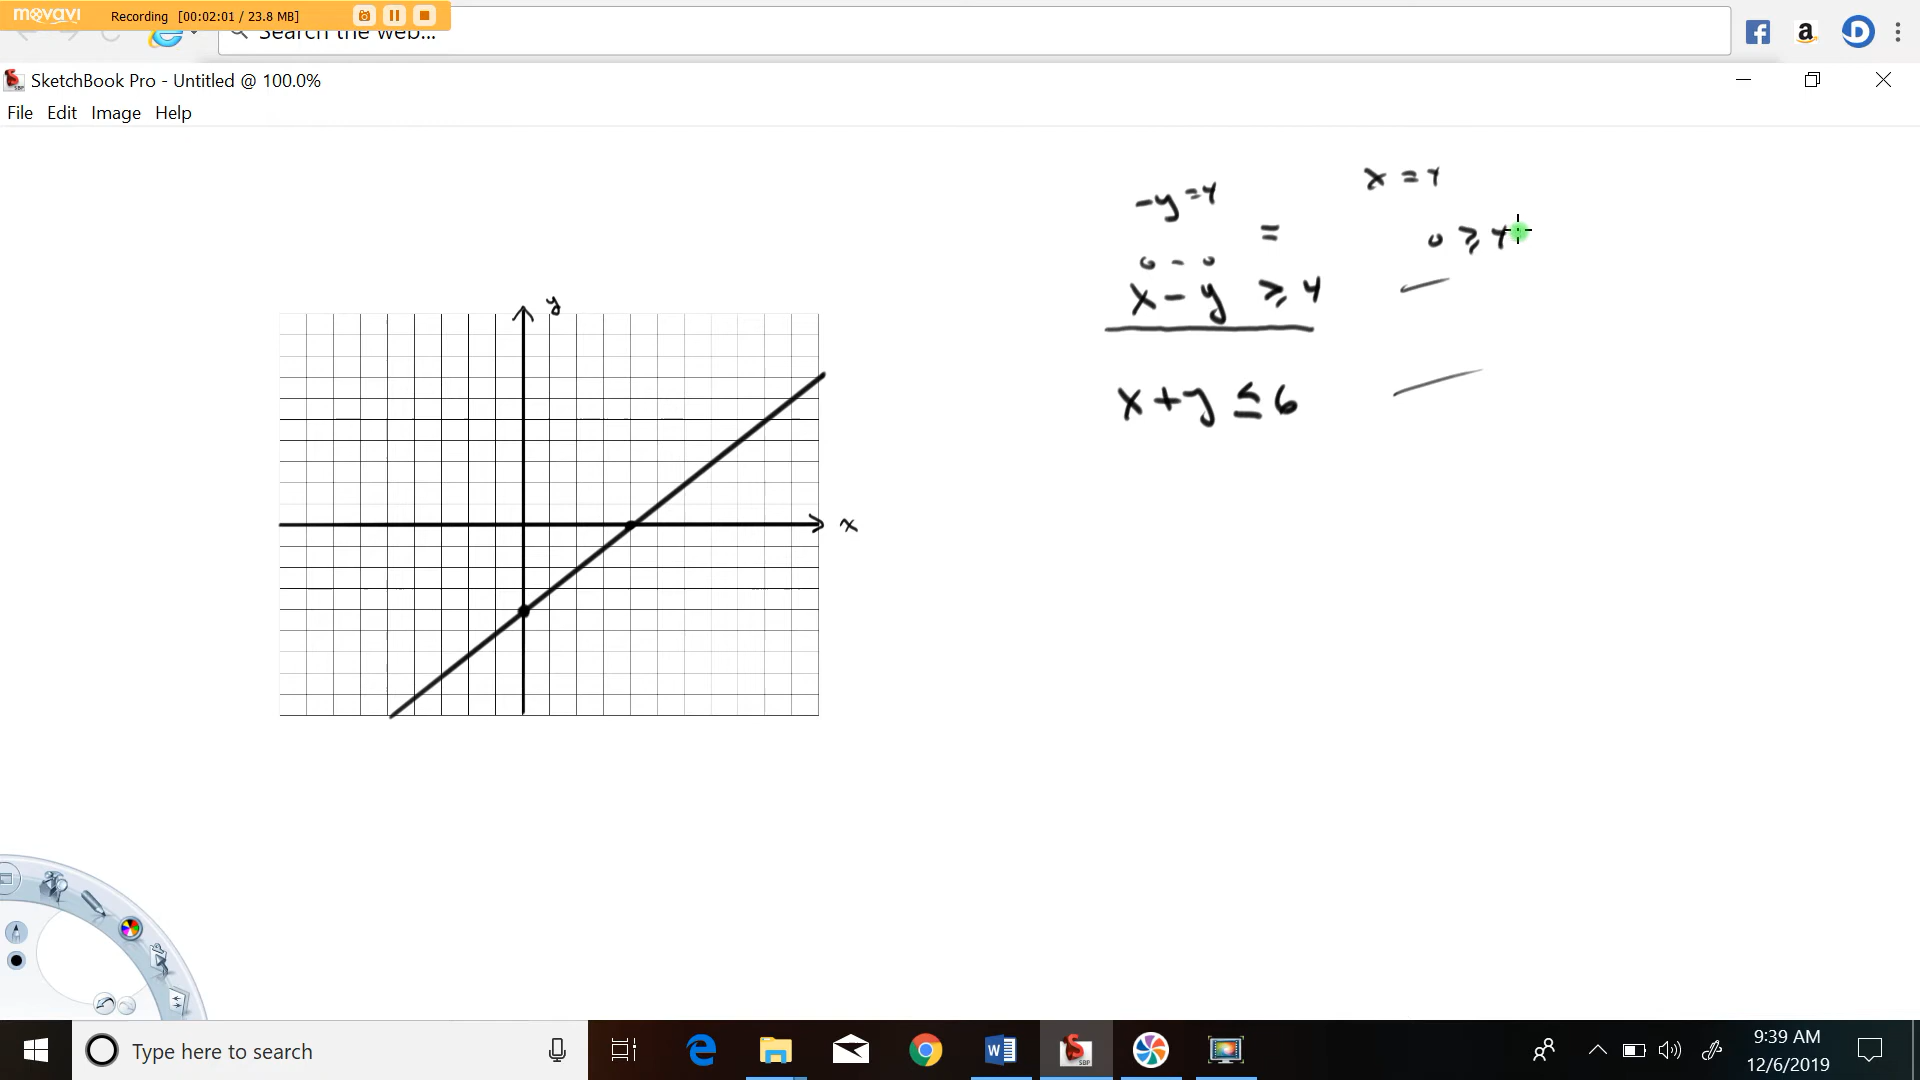 movavi Recording [00:02:01 / 23.8 MB]
Search the web...
SketchBook Pro - Untitled @ 100.0%
File Edit Image Help
x = 4
-y = 4
=
0 ≥ 4
0 - 0
x - y ≥ 4
x + y ≤ 6
y
x
Type here to search
9:39 AM
12/6/2019